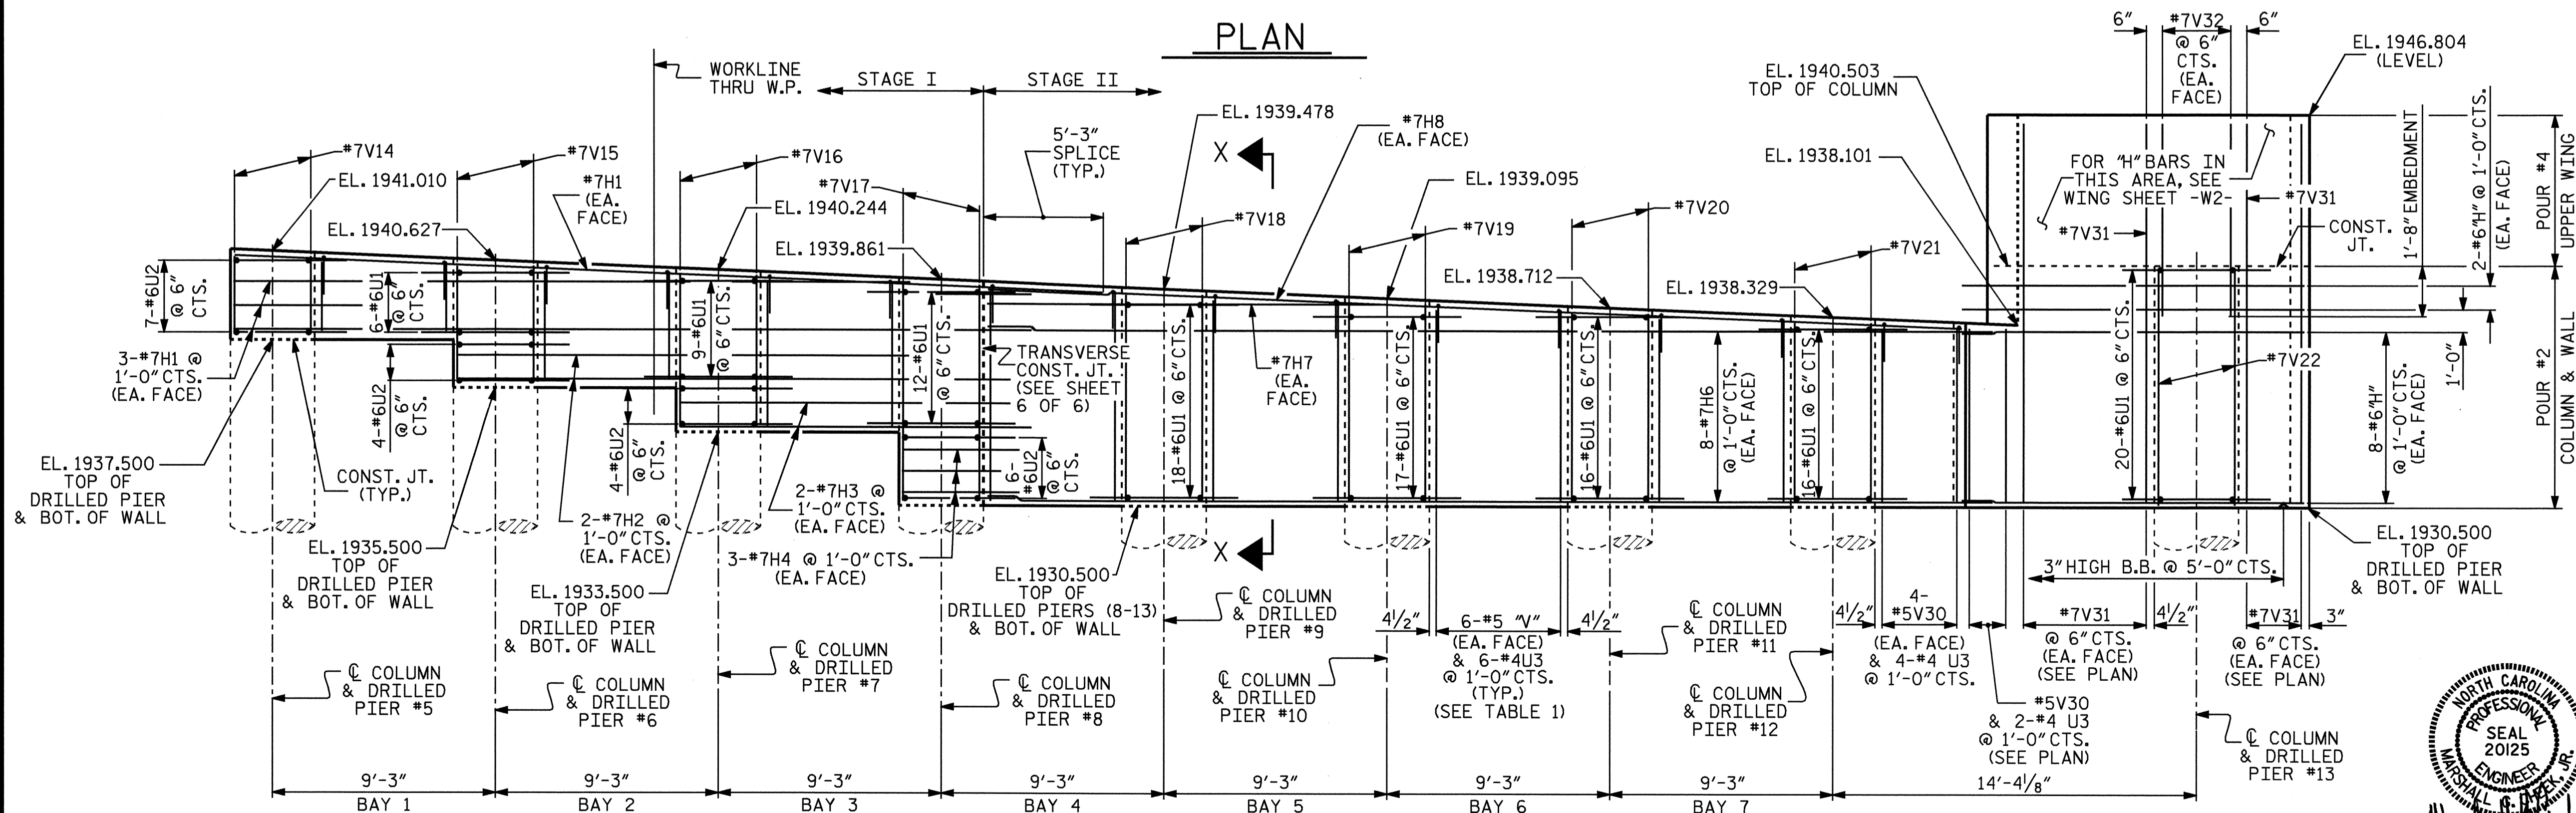 PLAN
WORKLINE
THRU W.P.
STAGE I
STAGE II
5'-3"
SPLICE
(TYP.)
EL. 1939.478
#7H8
(EA. FACE)
X
EL. 1940.503
TOP OF COLUMN
6"
#7V32
6"
@ 6"
CTS.
(EA.
FACE)
EL. 1946.804
(LEVEL)
#7V14
EL. 1941.010
#7V15
#7H1
(EA.
FACE)
EL. 1940.627
#7V16
#7V17
EL. 1940.244
EL. 1939.861
#7V18
EL. 1939.095
#7V19
#7V20
EL. 1938.712
#7V21
EL. 1938.329
EL. 1938.101
FOR "H" BARS IN
THIS AREA, SEE
WING SHEET -W2-
#7V31
#7V31
CONST.
JT.
1'-8" EMBEDMENT
2-#6"H" @ 1'-0" CTS.
(EA. FACE)
POUR #4
UPPER WING
7-#6U2
@ 6"
CTS.
6-#6U1
@ 6"
CTS.
9-#6U1
@ 6" CTS.
12-#6U1
@ 6" CTS.
TRANSVERSE
CONST. JT.
(SEE SHEET
6 OF 6)
18-#6U1 @ 6" CTS.
#7H7
(EA.
FACE)
17-#6U1 @ 6" CTS.
16-#6U1 @ 6" CTS.
8-#7H6
@ 1'-0" CTS.
(EA. FACE)
16-#6U1 @ 6" CTS.
20-#6U1 @ 6" CTS.
#7V22
8-#6"H"
@ 1'-0" CTS.
(EA. FACE)
1'-0"
POUR #2
COLUMN & WALL
3-#7H1 @
1'-0" CTS.
(EA. FACE)
4-#6U2
@ 6"
CTS.
4-#6U2
@ 6"
CTS.
6-
#6U2
@ 6"
CTS.
EL. 1937.500
TOP OF
DRILLED PIER
& BOT. OF WALL
CONST. JT.
(TYP.)
2-#7H2 @
1'-0" CTS.
(EA. FACE)
2-#7H3 @
1'-0" CTS.
(EA. FACE)
3-#7H4 @ 1'-0" CTS.
(EA. FACE)
X
EL. 1935.500
TOP OF
DRILLED PIER
& BOT. OF WALL
EL. 1933.500
TOP OF
DRILLED PIER
& BOT. OF WALL
EL. 1930.500
TOP OF
DRILLED PIERS (8-13)
& BOT. OF WALL
3" HIGH B.B. @ 5'-0" CTS.
EL. 1930.500
TOP OF
DRILLED PIER
& BOT. OF WALL
℄ COLUMN
& DRILLED
PIER #5
℄ COLUMN
& DRILLED
PIER #6
℄ COLUMN
& DRILLED
PIER #7
℄ COLUMN
& DRILLED
PIER #8
℄ COLUMN
& DRILLED
PIER #9
℄ COLUMN
& DRILLED
PIER #10
4½"
6-#5 "V"
4½"
(EA. FACE)
& 6-#4U3
@ 1'-0" CTS.
(TYP.)
(SEE TABLE 1)
℄ COLUMN
& DRILLED
PIER #11
℄ COLUMN
& DRILLED
PIER #12
4½"
4-
#5V30
(EA. FACE)
& 4-#4 U3
@ 1'-0" CTS.
#5V30
& 2-#4 U3
@ 1'-0" CTS.
(SEE PLAN)
#7V31
@ 6" CTS.
(EA. FACE)
(SEE PLAN)
4½"
#7V31
@ 6" CTS.
(EA. FACE)
(SEE PLAN)
3"
℄ COLUMN
& DRILLED
PIER #13
9'-3"
BAY 1
9'-3"
BAY 2
9'-3"
BAY 3
9'-3"
BAY 4
9'-3"
BAY 5
9'-3"
BAY 6
9'-3"
BAY 7
14'-4⅛"
NORTH CAROLINA
PROFESSIONAL
SEAL
20125
ENGINEER
MARSHALL G. CHEEK, JR.